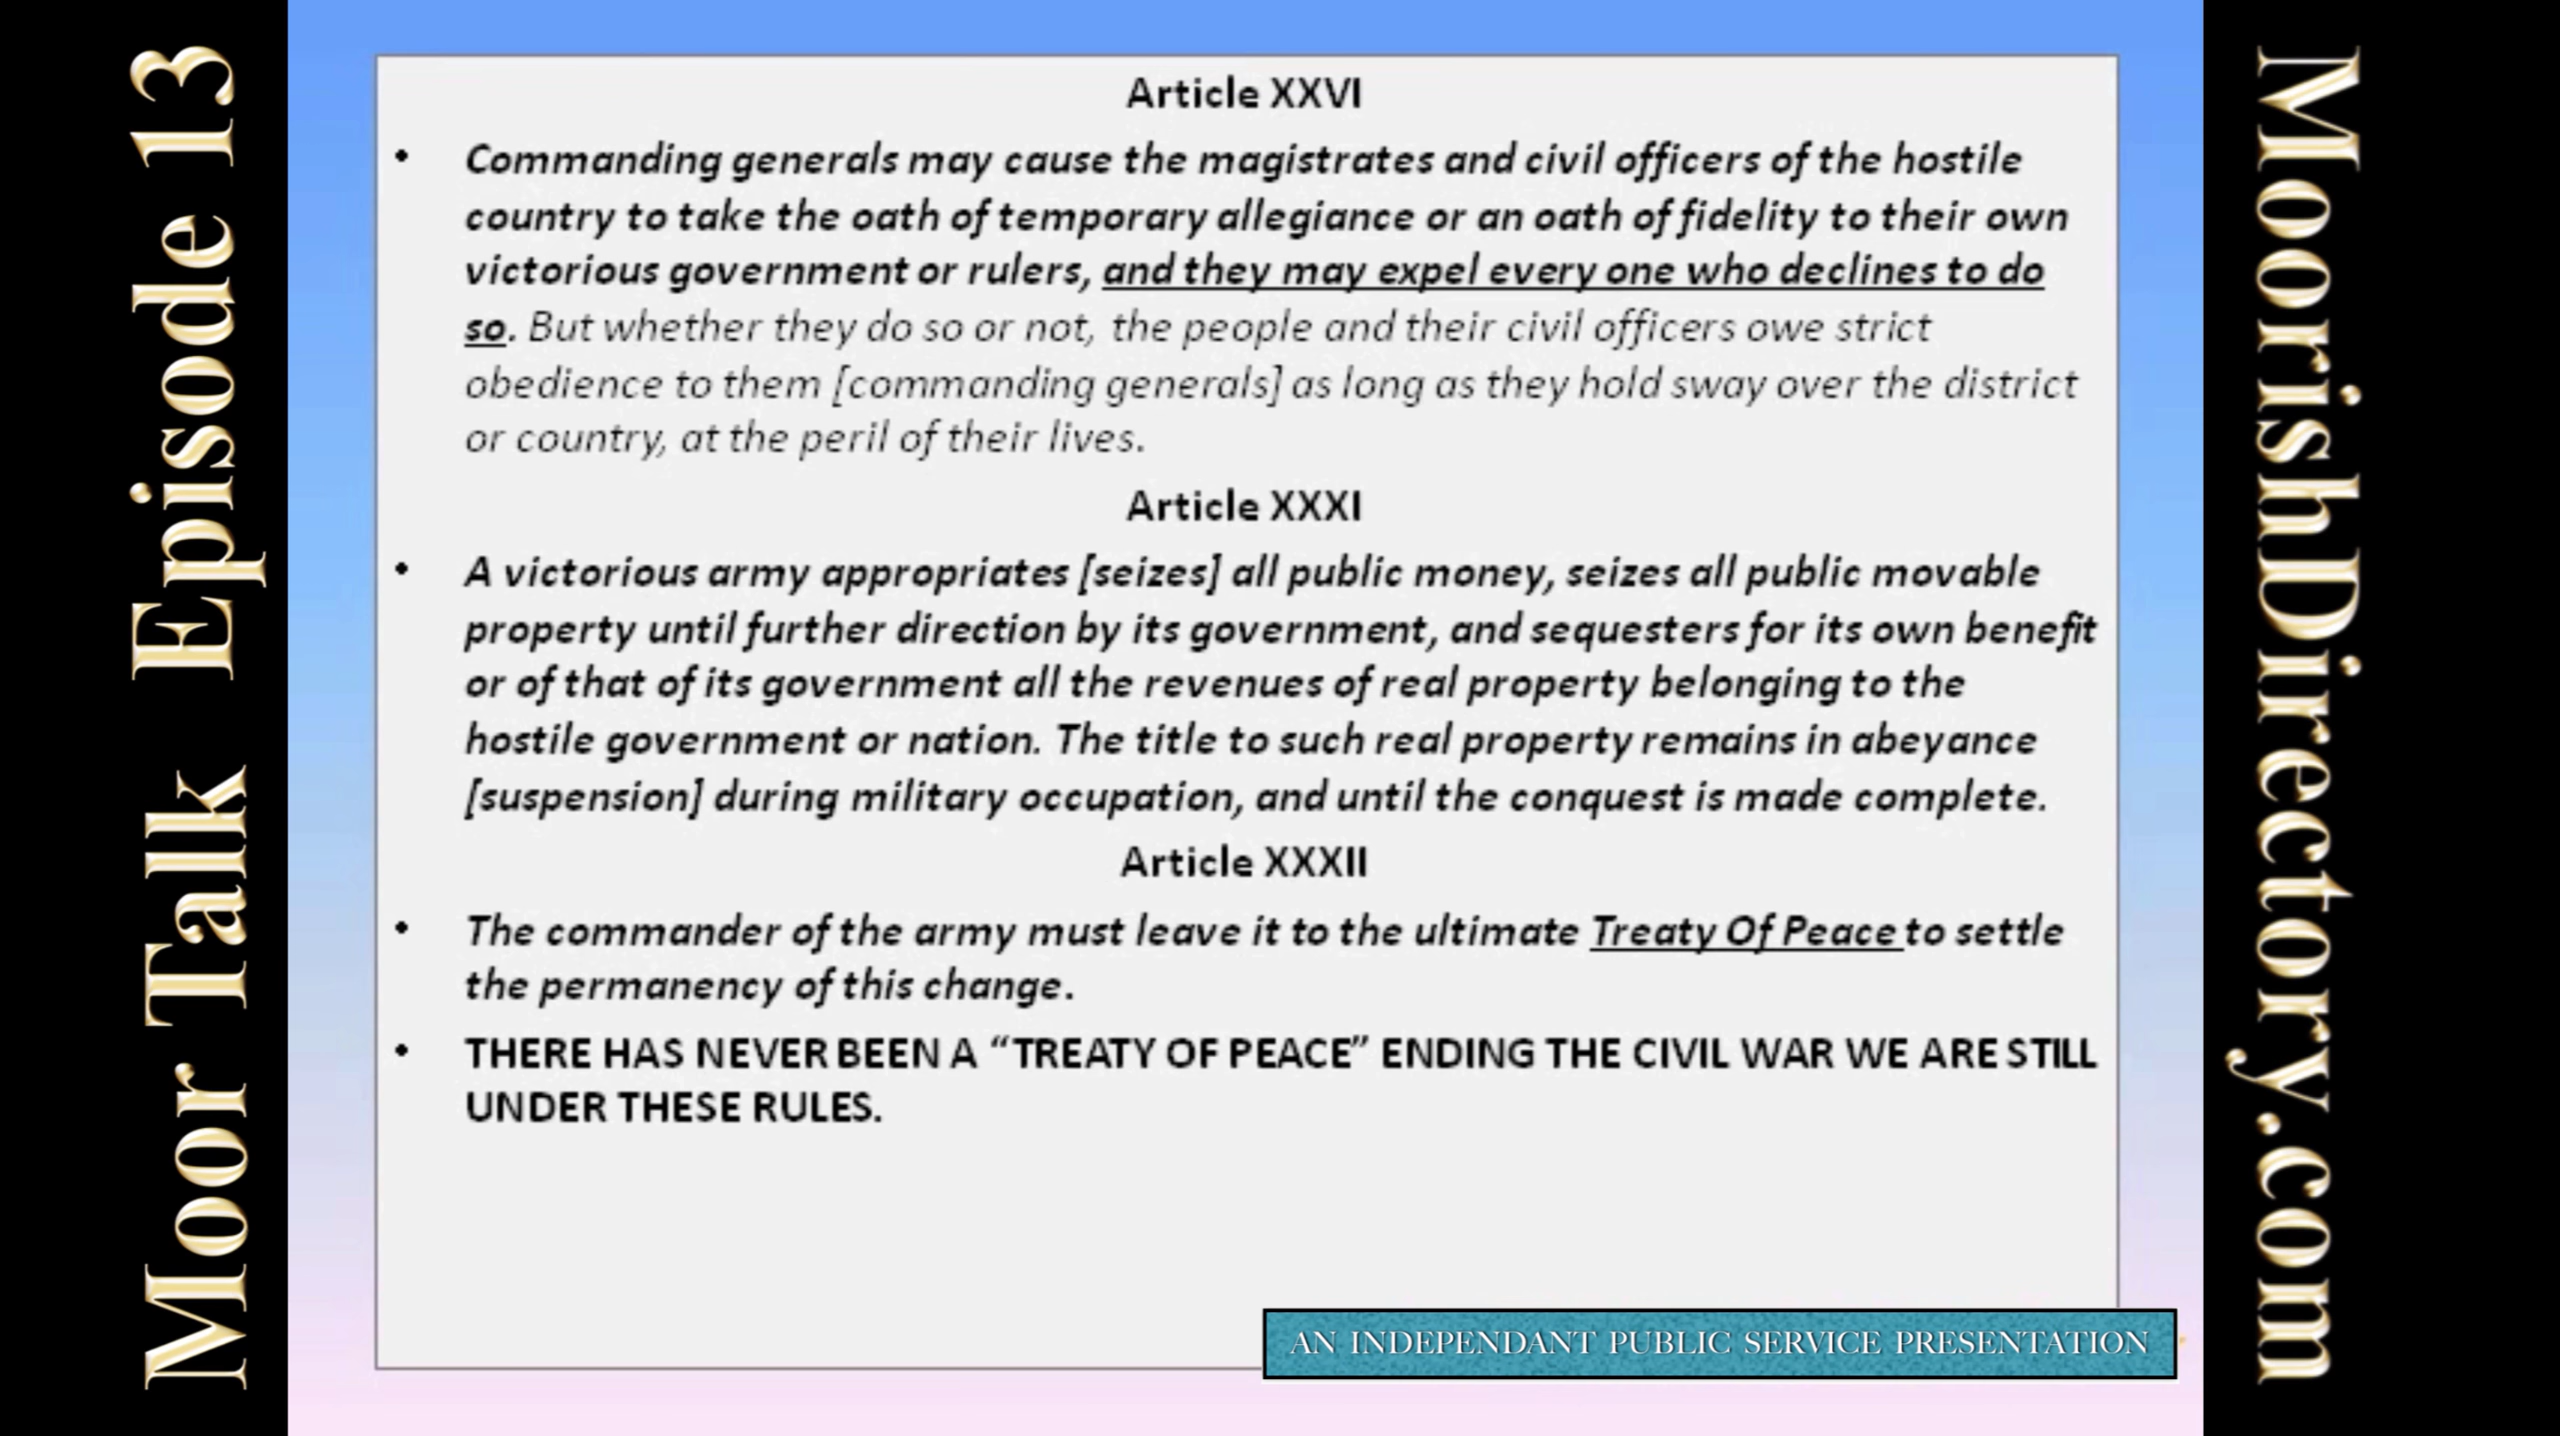 Moor Talk  Episode 13
Article XXVI
• Commanding generals may cause the magistrates and civil officers of the hostile
country to take the oath of temporary allegiance or an oath of fidelity to their own
victorious government or rulers, and they may expel every one who declines to do
so. But whether they do so or not, the people and their civil officers owe strict
obedience to them [commanding generals] as long as they hold sway over the district
or country, at the peril of their lives.
Article XXXI
• A victorious army appropriates [seizes] all public money, seizes all public movable
property until further direction by its government, and sequesters for its own benefit
or of that of its government all the revenues of real property belonging to the
hostile government or nation. The title to such real property remains in abeyance
[suspension] during military occupation, and until the conquest is made complete.
Article XXXII
• The commander of the army must leave it to the ultimate Treaty Of Peace to settle
the permanency of this change.
• THERE HAS NEVER BEEN A “TREATY OF PEACE” ENDING THE CIVIL WAR WE ARE STILL
UNDER THESE RULES.
AN INDEPENDANT PUBLIC SERVICE PRESENTATION
MoorishDirectory.com